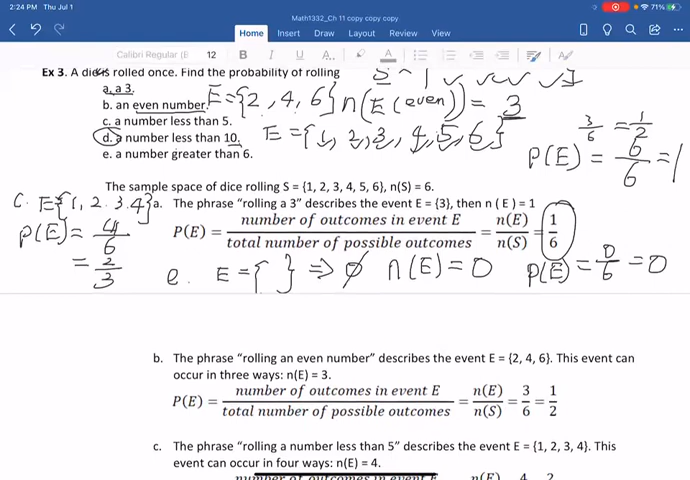 2:24 PM Thu Jul 1
71%
Math1332_Ch 11 copy copy copy
Home Insert Draw Layout Review View
Calibri Regular (E 12 B I U A...
Ex 3. A die is rolled once. Find the probability of rolling
a. a 3.
b. an even number. E={2, 4, 6} n(E(even)) = 3
3/6 = 1/2
c. a number less than 5.
d. a number less than 10. E={1, 2, 3, 4, 5, 6}
P(E) = 6/6 = 1
e. a number greater than 6.
The sample space of dice rolling S = {1, 2, 3, 4, 5, 6}, n(S) = 6.
C. E{1, 2. 3. 4}
a. The phrase "rolling a 3" describes the event E = {3}, then n ( E ) = 1
P(E)= 4/6
= 2/3
P(E) = number of outcomes in event E / total number of possible outcomes = n(E)/n(S) = 1/6
e. E = { } ⇒ ∅ n(E) = 0 P(E) = 0/6 = 0
b. The phrase "rolling an even number" describes the event E = {2, 4, 6}. This event can
occur in three ways: n(E) = 3.
P(E) = number of outcomes in event E / total number of possible outcomes = n(E)/n(S) = 3/6 = 1/2
c. The phrase "rolling a number less than 5" describes the event E = {1, 2, 3, 4}. This
event can occur in four ways: n(E) = 4.
number of outcomes in event E n(E) 4 2